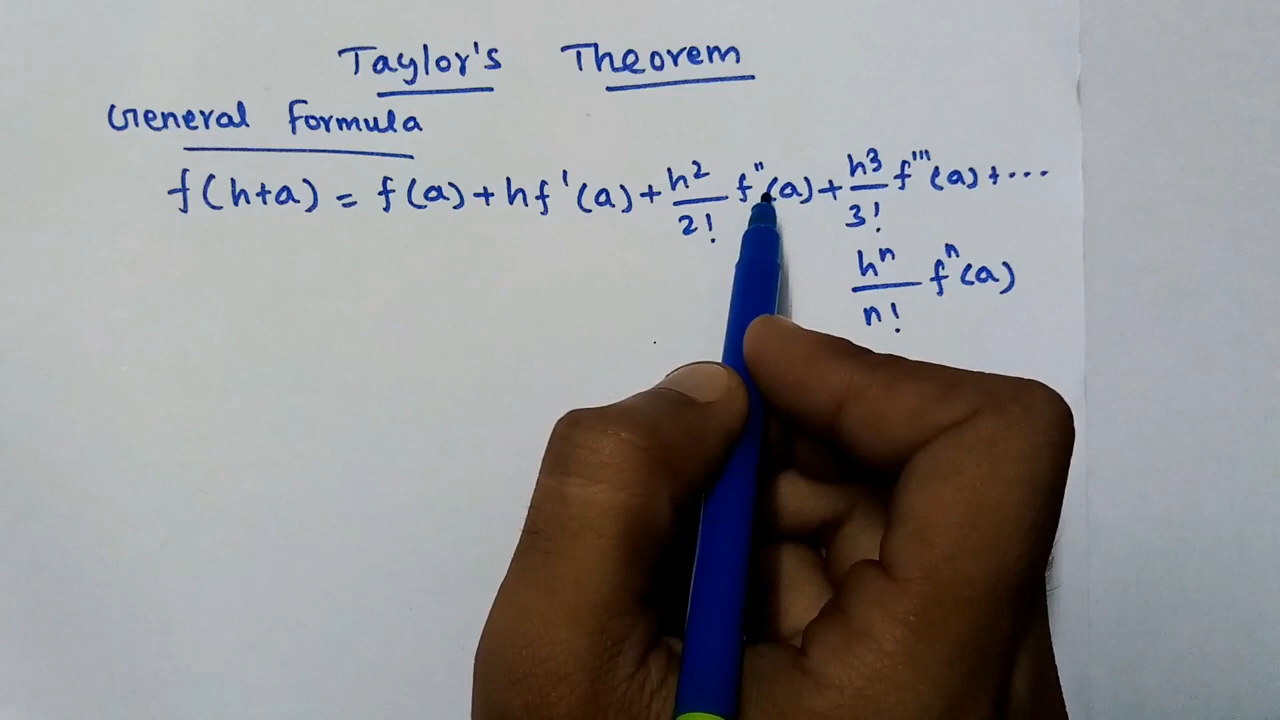 Taylor's Theorem
General formula
f(h+a) = f(a) + hf'(a) + h²/2! f''(a) + h³/3! f'''(a) + ...
hⁿ/n! fⁿ(a)